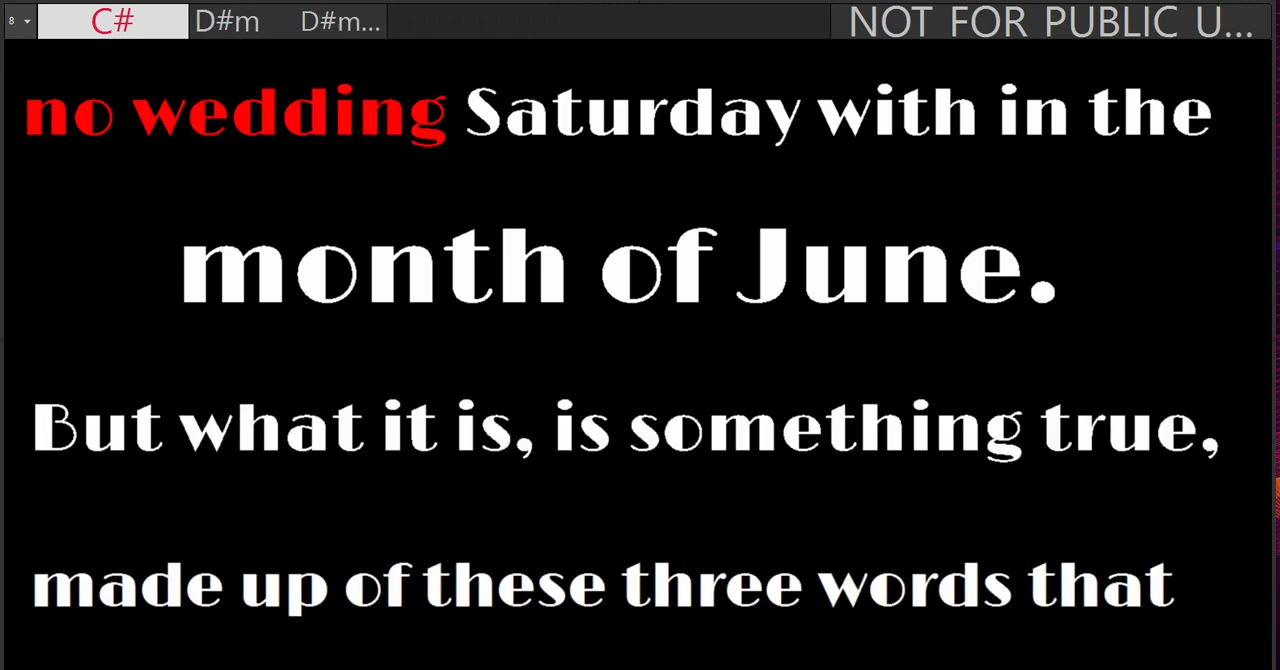 8 C# D#m D#m... NOT FOR PUBLIC U...
no wedding Saturday with in the
month of June.
But what it is, is something true,
made up of these three words that